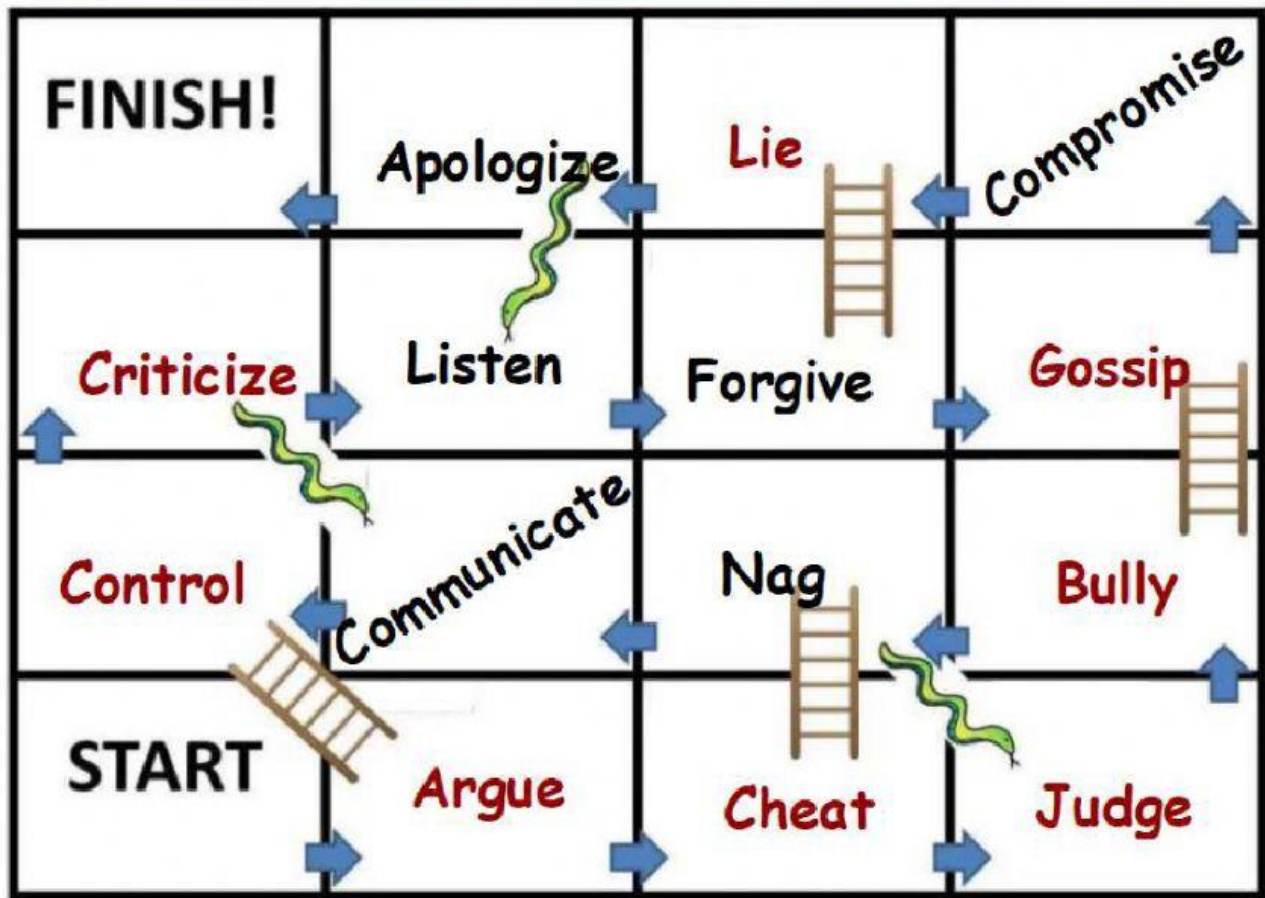 FINISH!
Apologize
Lie
Compromise
Criticize
Listen
Forgive
Gossip
Control
Communicate
Nag
Bully
START
Argue
Cheat
Judge